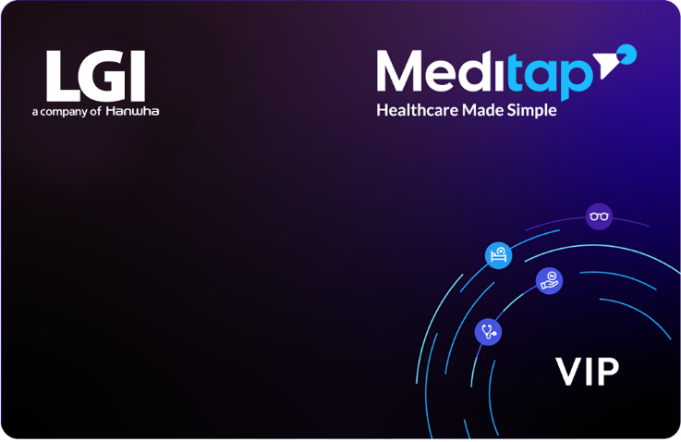 LGI
a company of Hanwha
Meditap
Healthcare Made Simple
VIP